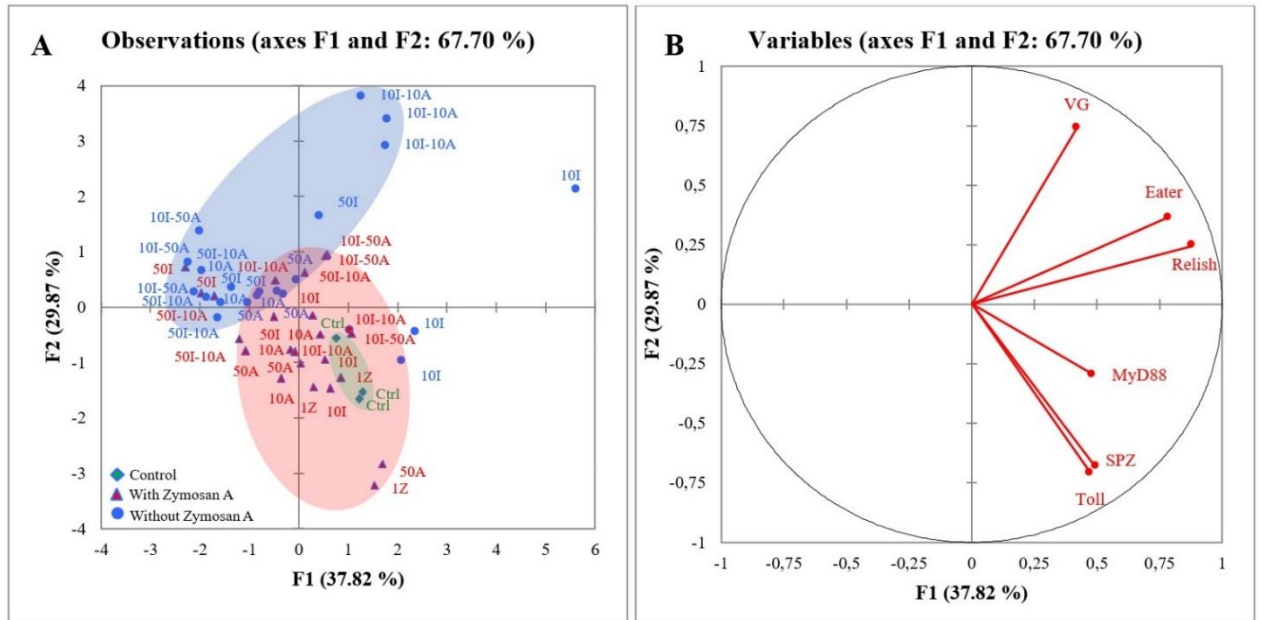 A Observations (axes F1 and F2: 67.70 %)
F2 (29.87 %)
4
3
2
1
0
-1
-2
-3
-4
10I-10A
10I-10A
10I-10A
10I
50I
10I-50A
10I-50A
50I-10A
50A
10I-50A
10I-50A
50I
10A
10I-10A
50I-10A
50I
50I
50I
10I-50A
10A
10A
10I
50I-10A
50A
50A
50I-10A
Ctrl
10I-10A
10I
50I-10A
50I
10A
10I-50A
50I-10A
10A
10I-10A
10I
10I
50A
50A
1Z
Ctrl
10A
1Z
10I
Ctrl
50A
1Z
Control
With Zymosan A
Without Zymosan A
-4 -3 -2 -1 0 1 2 3 4 5 6
F1 (37.82 %)
B Variables (axes F1 and F2: 67.70 %)
F2 (29.87 %)
1
0,75
0,5
0,25
0
-0,25
-0,5
-0,75
-1
VG
Eater
Relish
MyD88
SPZ
Toll
-1 -0,75 -0,5 -0,25 0 0,25 0,5 0,75 1
F1 (37.82 %)